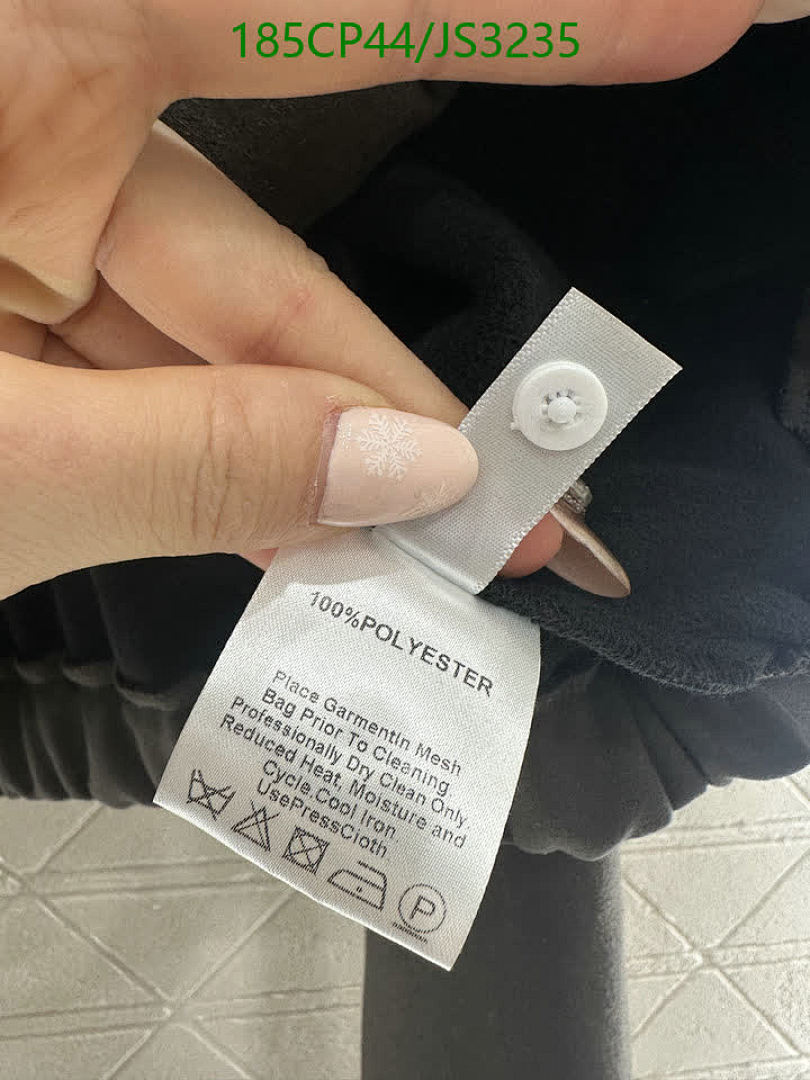 185CP44/JS3235
100%POLYESTER
Place GarmentIn Mesh
Bag Prior To Cleaning
Professionally Dry Clean Only
Reduced Heat, Moisture and
Cycle.Cool Iron.
UsePressCloth
P